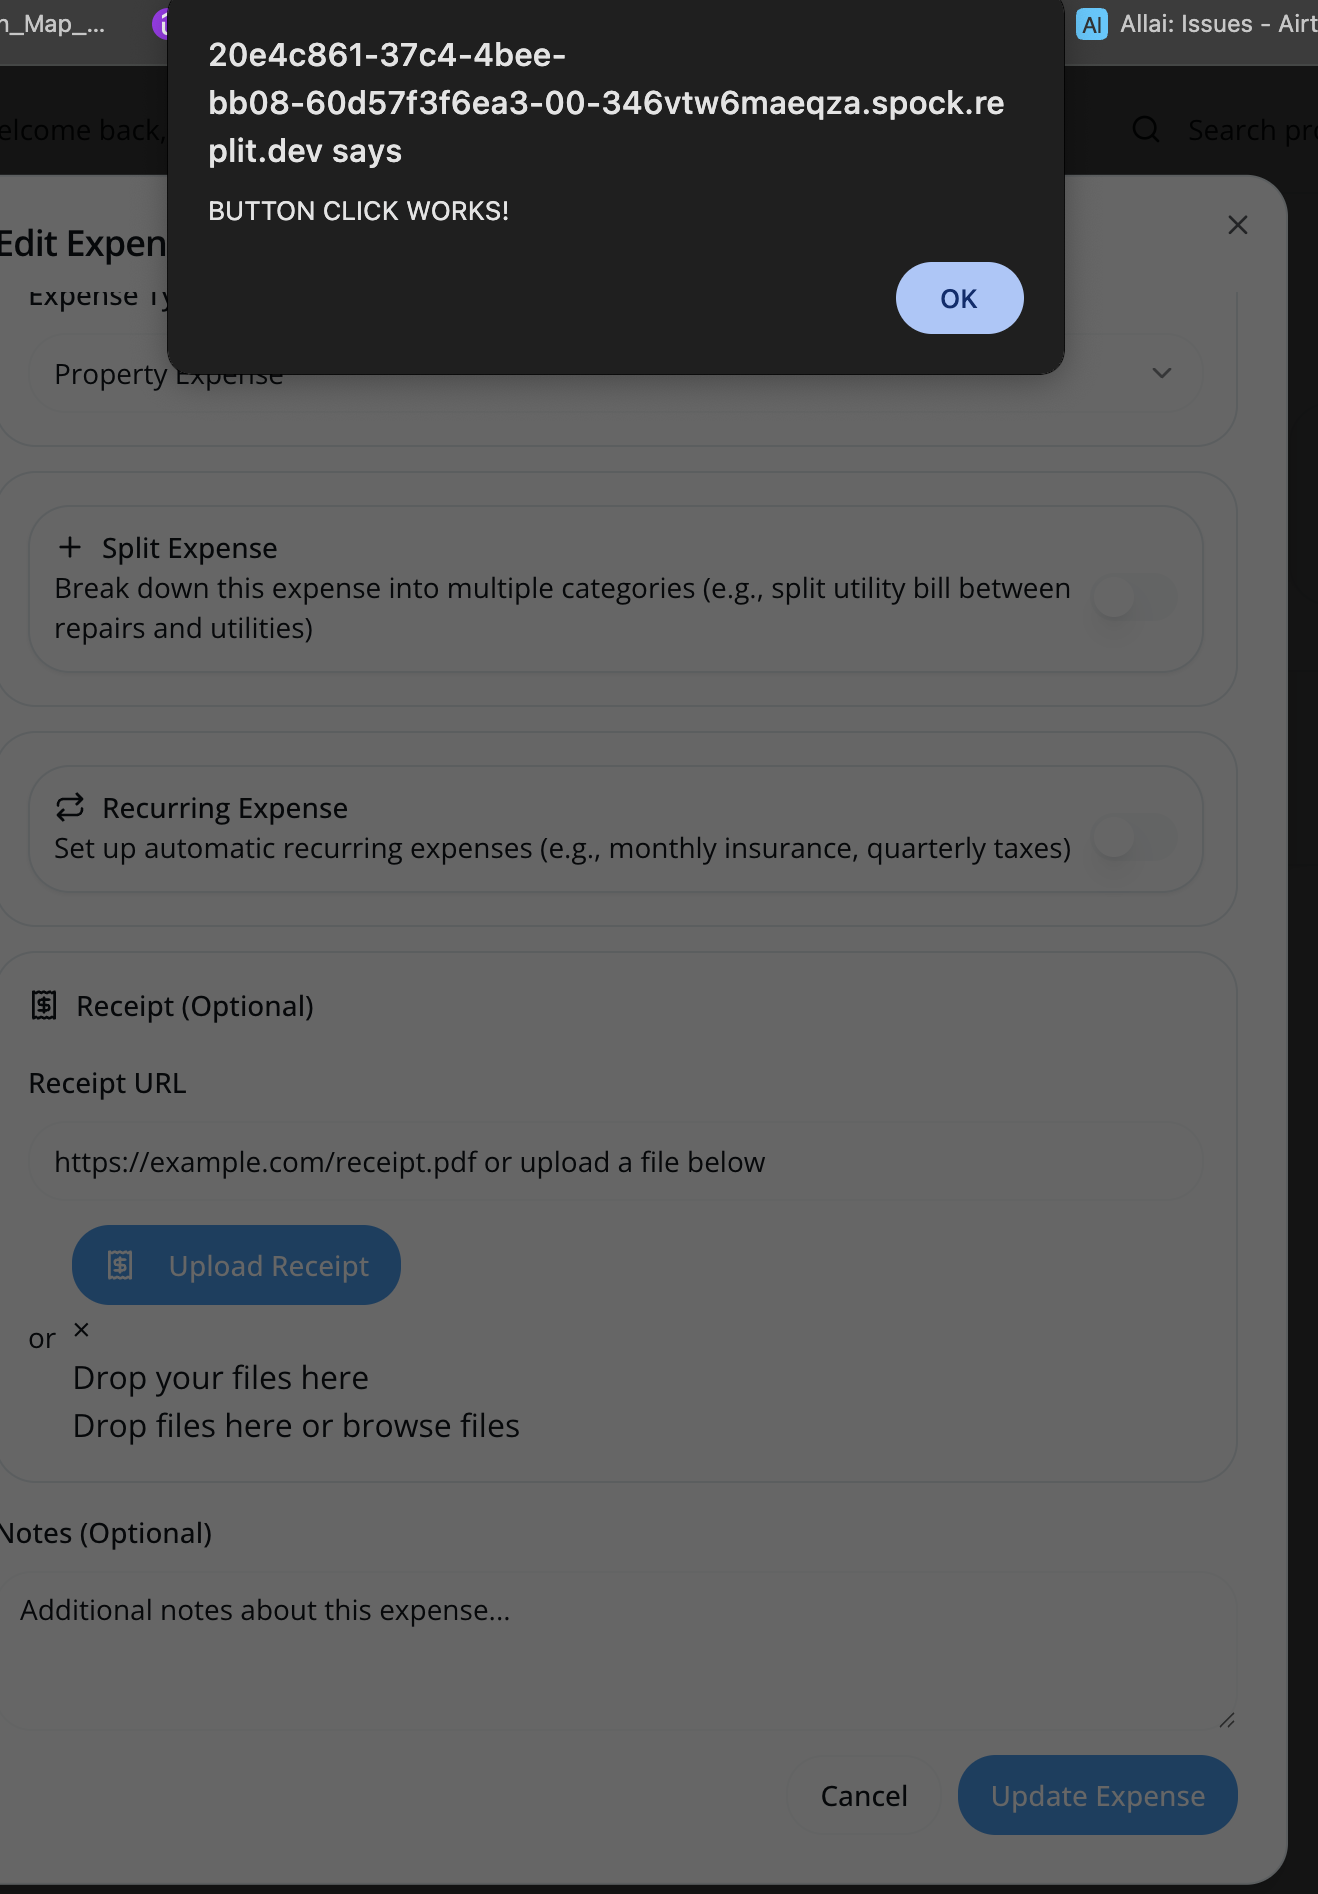 n_Map_...
AI Allai: Issues - Airt
20e4c861-37c4-4bee-
bb08-60d57f3f6ea3-00-346vtw6maeqza.spock.re
plit.dev says
BUTTON CLICK WORKS!
OK
elcome back,
Search pro
Edit Expen
Expense Ty
Property Expense
Split Expense
Break down this expense into multiple categories (e.g., split utility bill between
repairs and utilities)
Recurring Expense
Set up automatic recurring expenses (e.g., monthly insurance, quarterly taxes)
Receipt (Optional)
Receipt URL
https://example.com/receipt.pdf or upload a file below
Upload Receipt
or
Drop your files here
Drop files here or browse files
Notes (Optional)
Additional notes about this expense...
Cancel
Update Expense